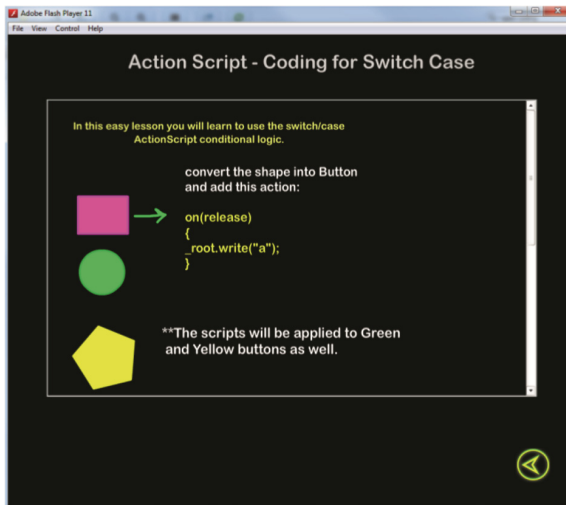 Adobe Flash Player 11
File View Control Help
Action Script - Coding for Switch Case
In this easy lesson you will learn to use the switch/case
ActionScript conditional logic.
convert the shape into Button
and add this action:
on(release)
{
_root.write("a");
}
**The scripts will be applied to Green
and Yellow buttons as well.